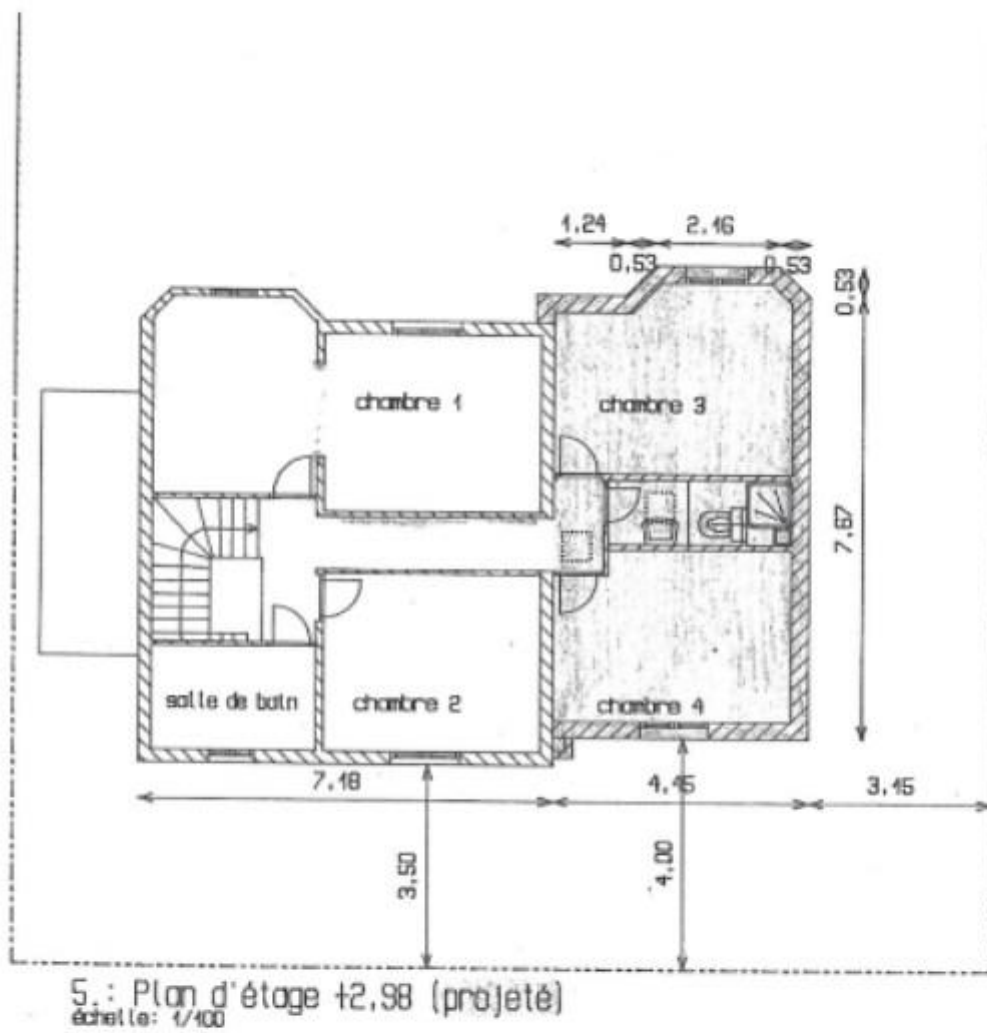 1,24
2.16
0,53
0,53
0,53
chambre 1
chambre 3
7,67
salle de bain
chambre 2
chambre 4
7.18
4,45
3,15
3,50
4,00
5.: Plan d'étage +2,98 (projeté)
échelle: 1/100